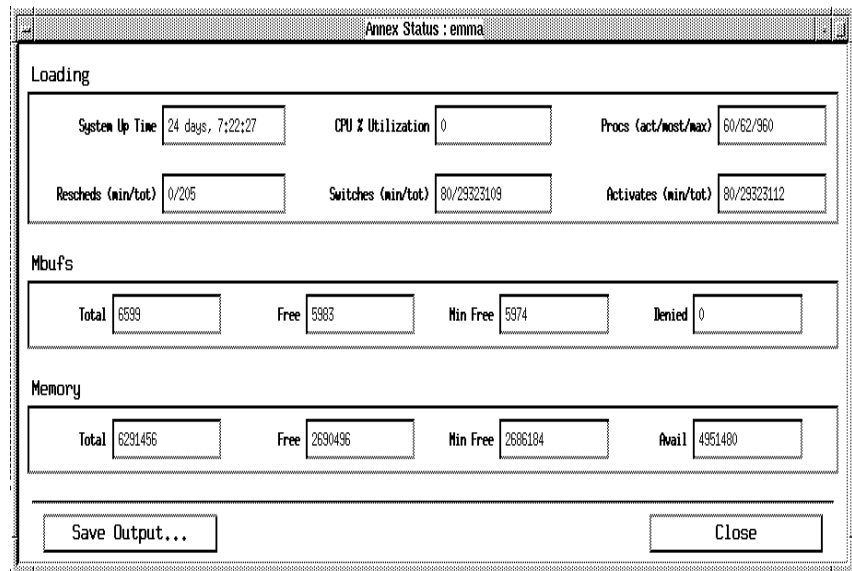 Annex Status : emma
Loading
System Up Time 24 days, 7:22:27 CPU % Utilization 0 Procs (act/most/max) 60/62/960
Rescheds (min/tot) 0/205 Switches (min/tot) 80/29323109 Activates (min/tot) 80/29323112
Mbufs
Total 6599 Free 5983 Min Free 5974 Denied 0
Memory
Total 6291456 Free 2690496 Min Free 2686184 Avail 4951480
Save Output... Close